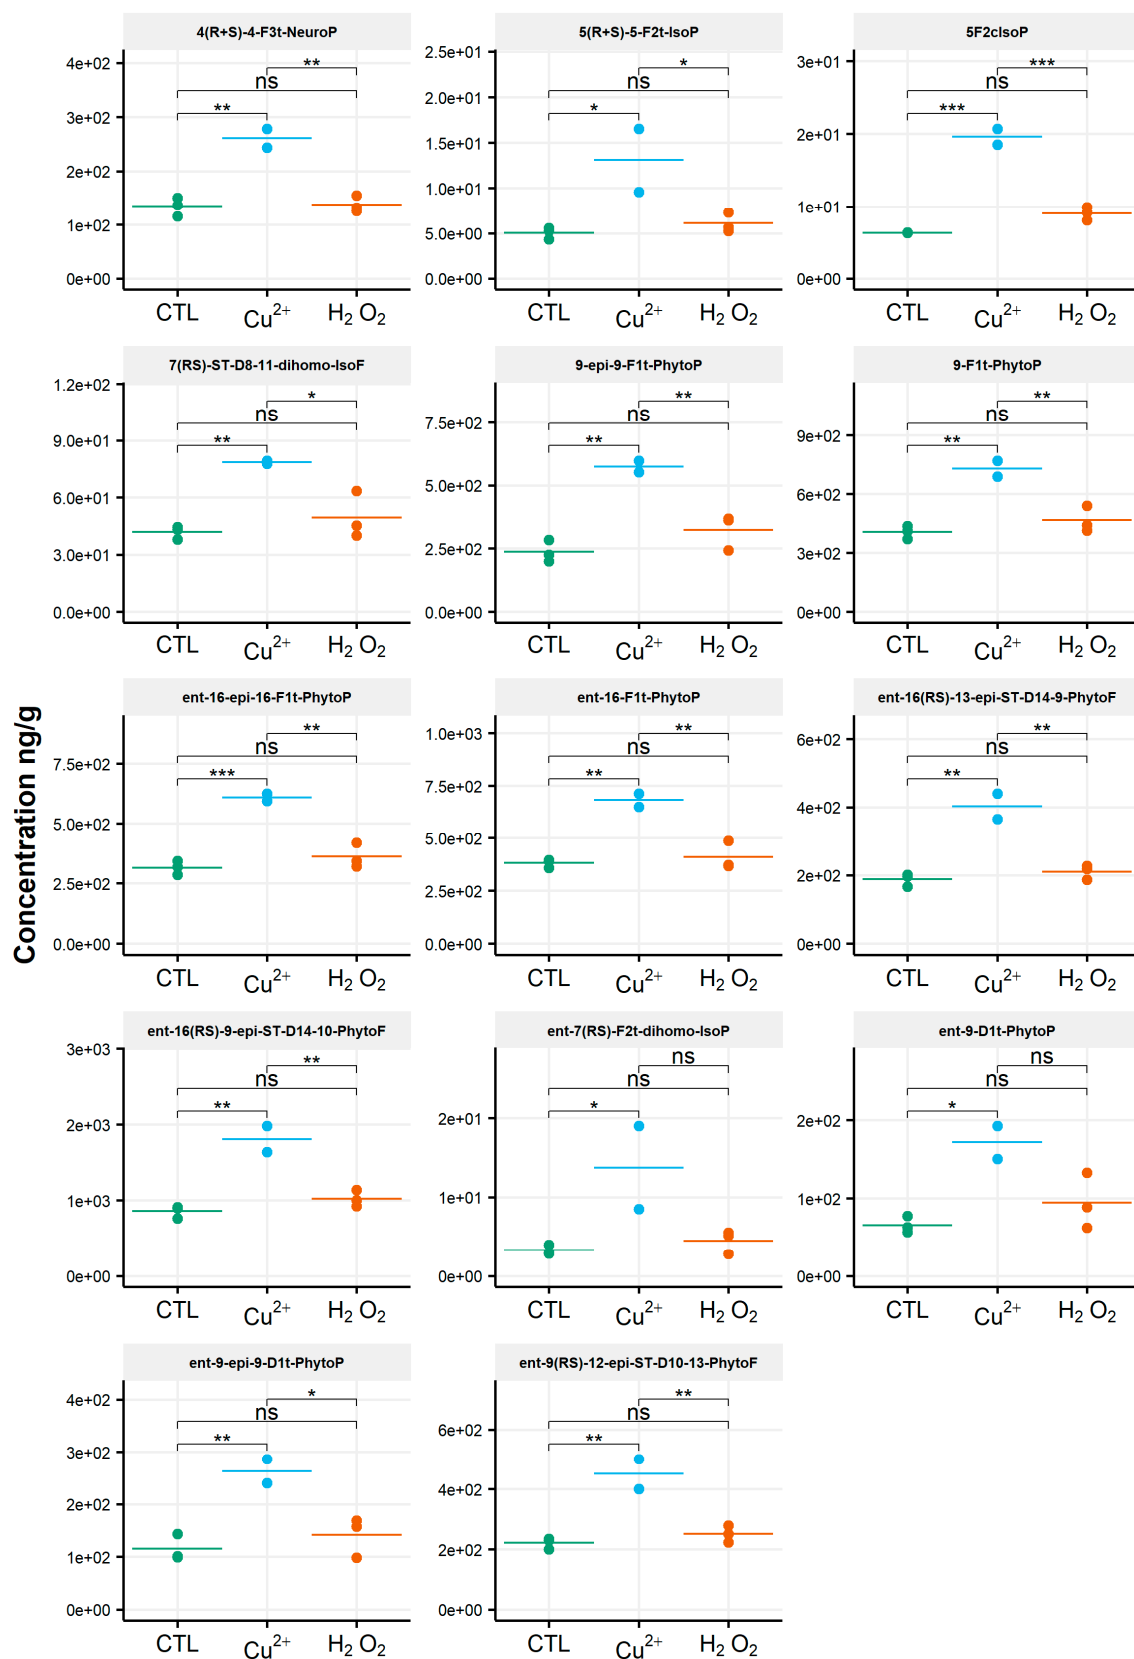 Concentration ng/g
4(R+S)-4-F3t-NeuroP
4e+02
3e+02
2e+02
1e+02
0e+00
**
ns
**
CTL Cu²⁺ H₂ O₂
5(R+S)-5-F2t-IsoP
2.5e+01
2.0e+01
1.5e+01
1.0e+01
5.0e+00
0.0e+00
*
ns
*
CTL Cu²⁺ H₂ O₂
5F2cIsoP
3e+01
2e+01
1e+01
0e+00
***
ns
***
CTL Cu²⁺ H₂ O₂
7(RS)-ST-D8-11-dihomo-IsoF
1.2e+02
9.0e+01
6.0e+01
3.0e+01
0.0e+00
*
ns
**
CTL Cu²⁺ H₂ O₂
9-epi-9-F1t-PhytoP
7.5e+02
5.0e+02
2.5e+02
0.0e+00
**
ns
**
CTL Cu²⁺ H₂ O₂
9-F1t-PhytoP
9e+02
6e+02
3e+02
0e+00
**
ns
**
CTL Cu²⁺ H₂ O₂
ent-16-epi-16-F1t-PhytoP
7.5e+02
5.0e+02
2.5e+02
0.0e+00
**
ns
***
CTL Cu²⁺ H₂ O₂
ent-16-F1t-PhytoP
1.0e+03
7.5e+02
5.0e+02
2.5e+02
0.0e+00
**
ns
**
CTL Cu²⁺ H₂ O₂
ent-16(RS)-13-epi-ST-D14-9-PhytoF
6e+02
4e+02
2e+02
0e+00
**
ns
**
CTL Cu²⁺ H₂ O₂
ent-16(RS)-9-epi-ST-D14-10-PhytoF
3e+03
2e+03
1e+03
0e+00
**
ns
**
CTL Cu²⁺ H₂ O₂
ent-7(RS)-F2t-dihomo-IsoP
2e+01
1e+01
0e+00
ns
ns
*
CTL Cu²⁺ H₂ O₂
ent-9-D1t-PhytoP
2e+02
1e+02
0e+00
ns
ns
*
CTL Cu²⁺ H₂ O₂
ent-9-epi-9-D1t-PhytoP
4e+02
3e+02
2e+02
1e+02
0e+00
*
ns
**
CTL Cu²⁺ H₂ O₂
ent-9(RS)-12-epi-ST-D10-13-PhytoF
6e+02
4e+02
2e+02
0e+00
**
ns
**
CTL Cu²⁺ H₂ O₂